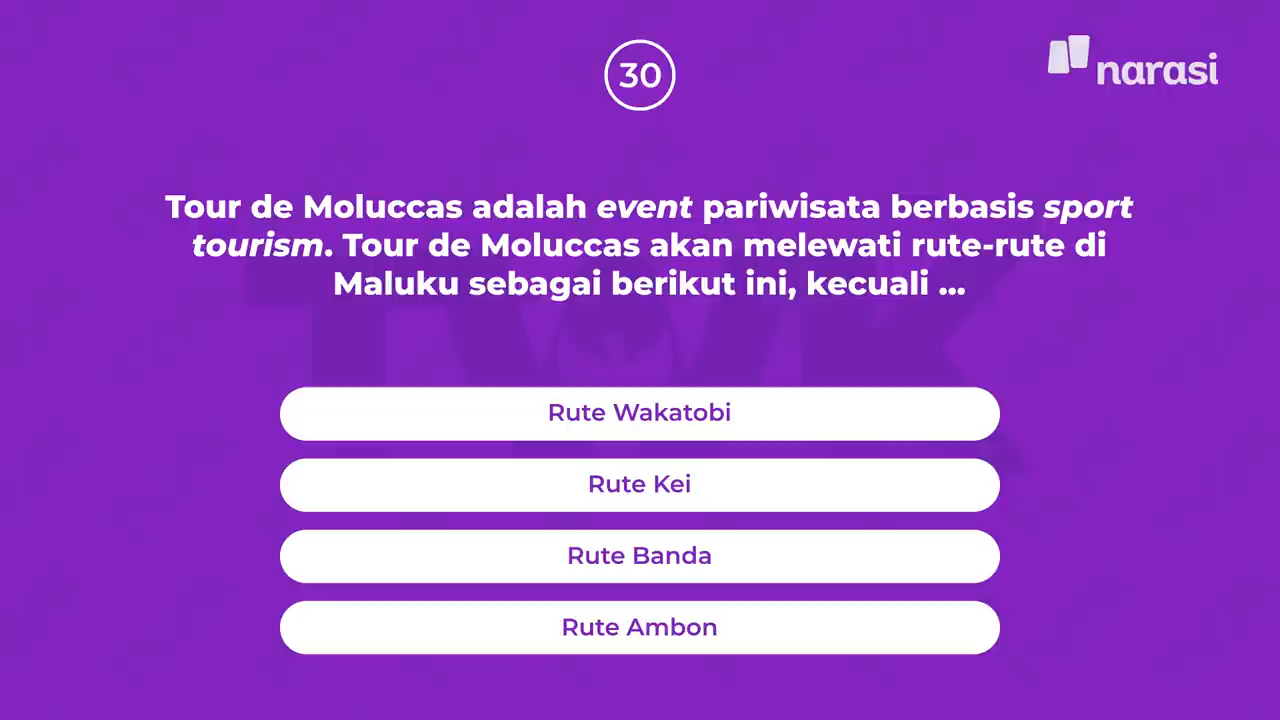 30
narasi
Tour de Moluccas adalah event pariwisata berbasis sport
tourism. Tour de Moluccas akan melewati rute-rute di
Maluku sebagai berikut ini, kecuali ...
TWK
Rute Wakatobi
Rute Kei
Rute Banda
Rute Ambon